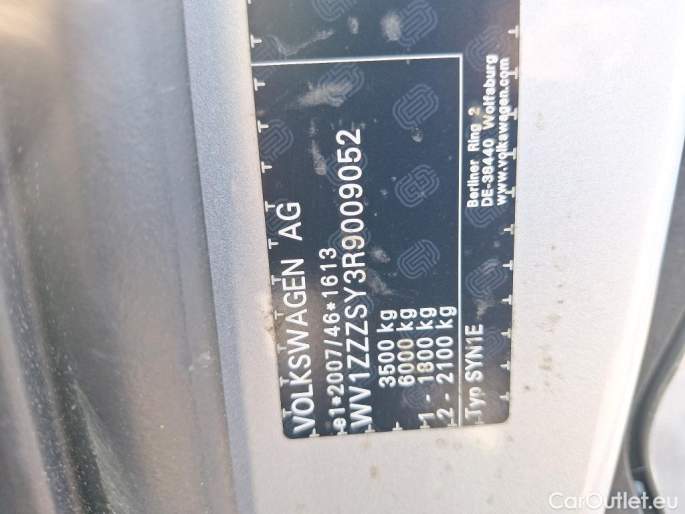 VOLKSWAGEN AG
e1*2007/46*1613
WV1ZZZSY3R9009052
3500 kg
6000 kg
1 - 1800 kg
2 - 2100 kg
Typ SYN1E
Berliner Ring 2
DE-38440 Wolfsburg
www.volkswagen.com
CarOutlet.eu